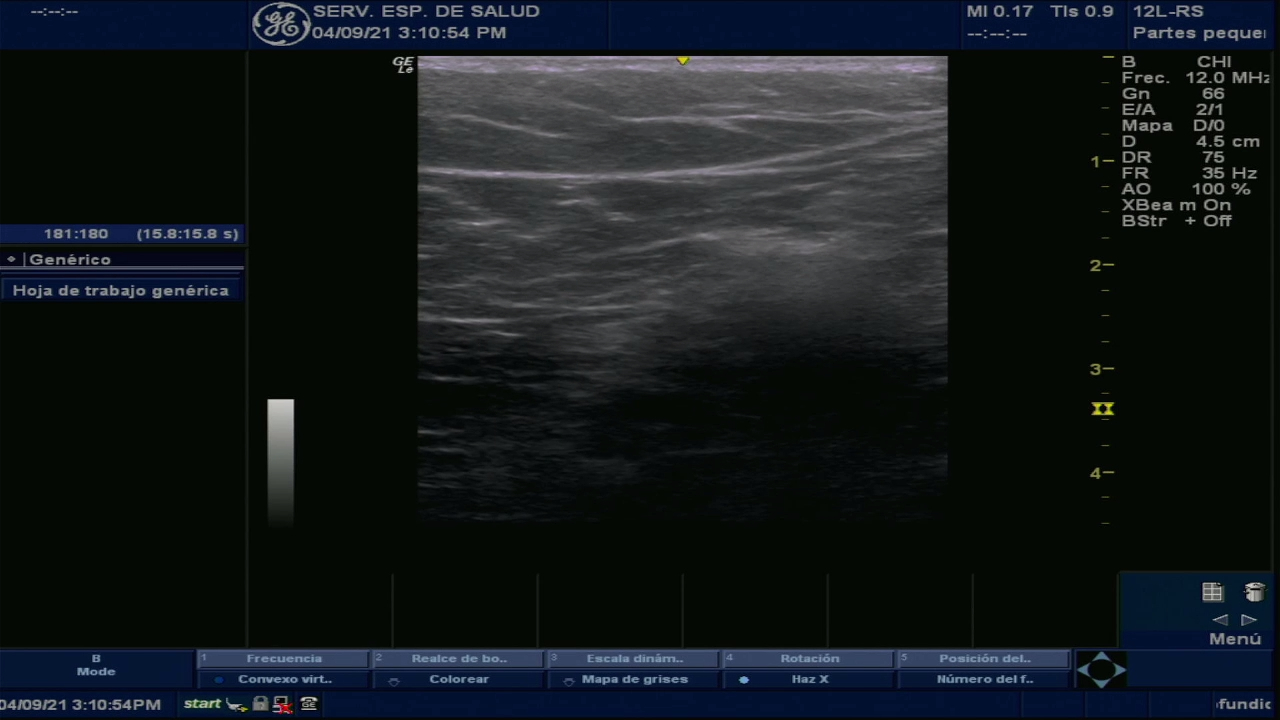 --:--:--
SERV. ESP. DE SALUD
04/09/21 3:10:54 PM
MI 0.17 TIs 0.9
--:--:--
12L-RS
Partes peque
GE
Le
B CHI
Frec. 12.0 MHz
Gn 66
E/A 2/1
Mapa D/0
D 4.5 cm
DR 75
FR 35 Hz
AO 100 %
XBea m On
BStr + Off
1
2
3
4
181:180 (15.8:15.8 s)
Genérico
Hoja de trabajo genérica
Menú
B
Mode
1 Frecuencia
2 Realce de bo..
3 Escala dinám..
4 Rotación
5 Posición del..
Convexo virt..
Colorear
Mapa de grises
Haz X
Número del f..
04/09/21 3:10:54PM
start
fundic